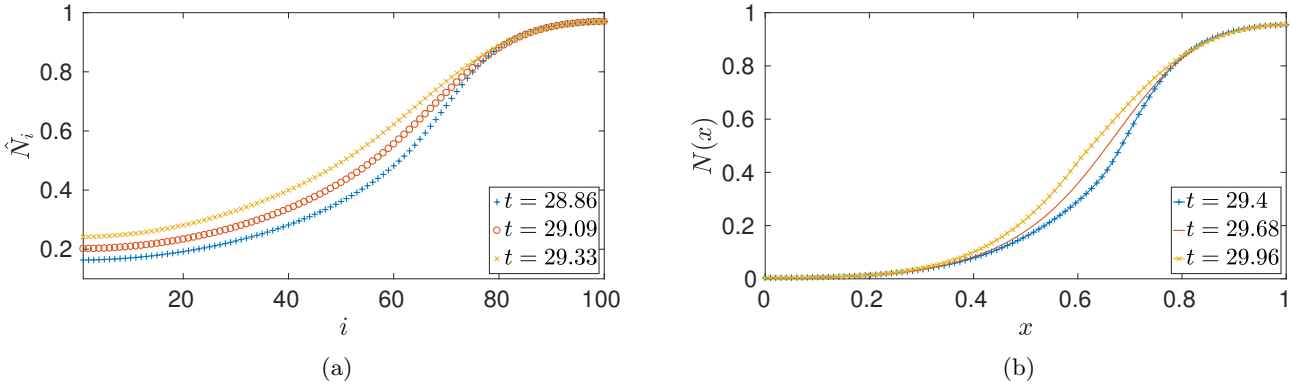 1
0.8
0.6
0.4
0.2
N̂ᵢ
20 40 60 80 100
i
t = 28.86
t = 29.09
t = 29.33
(a)
1
0.8
0.6
0.4
0.2
0
N(x)
0 0.2 0.4 0.6 0.8 1
x
t = 29.4
t = 29.68
t = 29.96
(b)